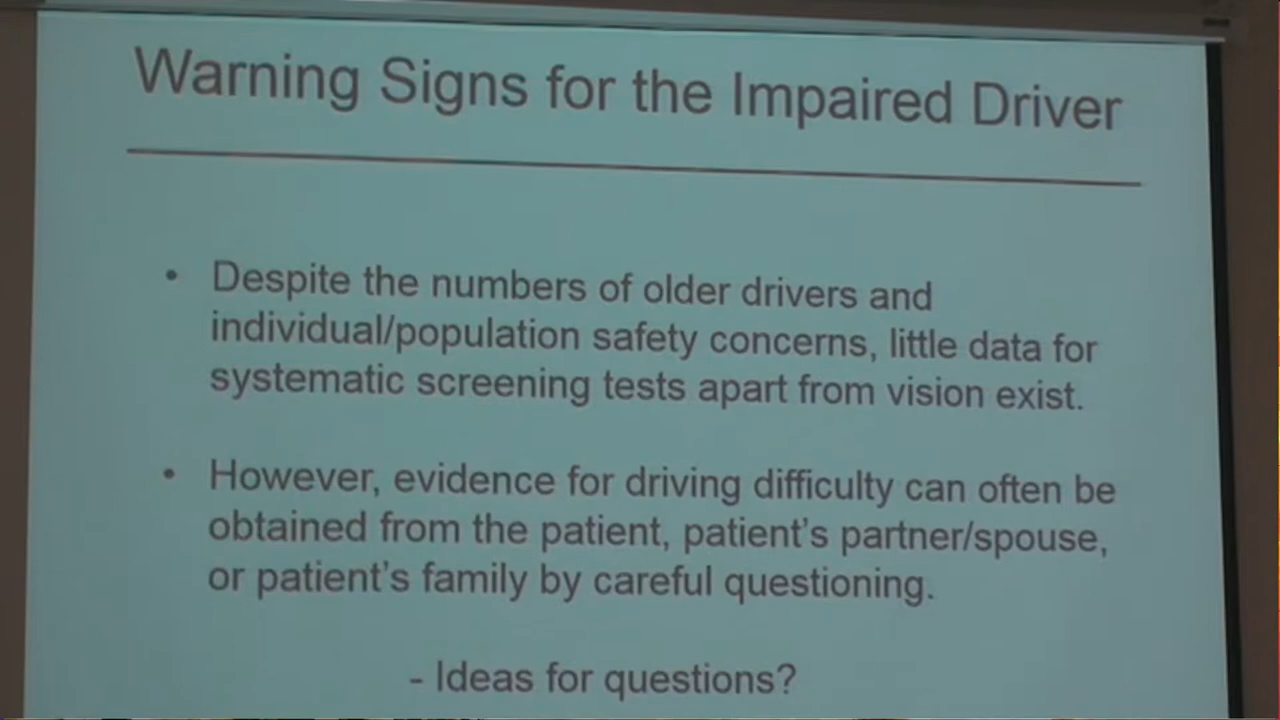 Warning Signs for the Impaired Driver
• Despite the numbers of older drivers and
individual/population safety concerns, little data for
systematic screening tests apart from vision exist.
• However, evidence for driving difficulty can often be
obtained from the patient, patient's partner/spouse,
or patient's family by careful questioning.
- Ideas for questions?